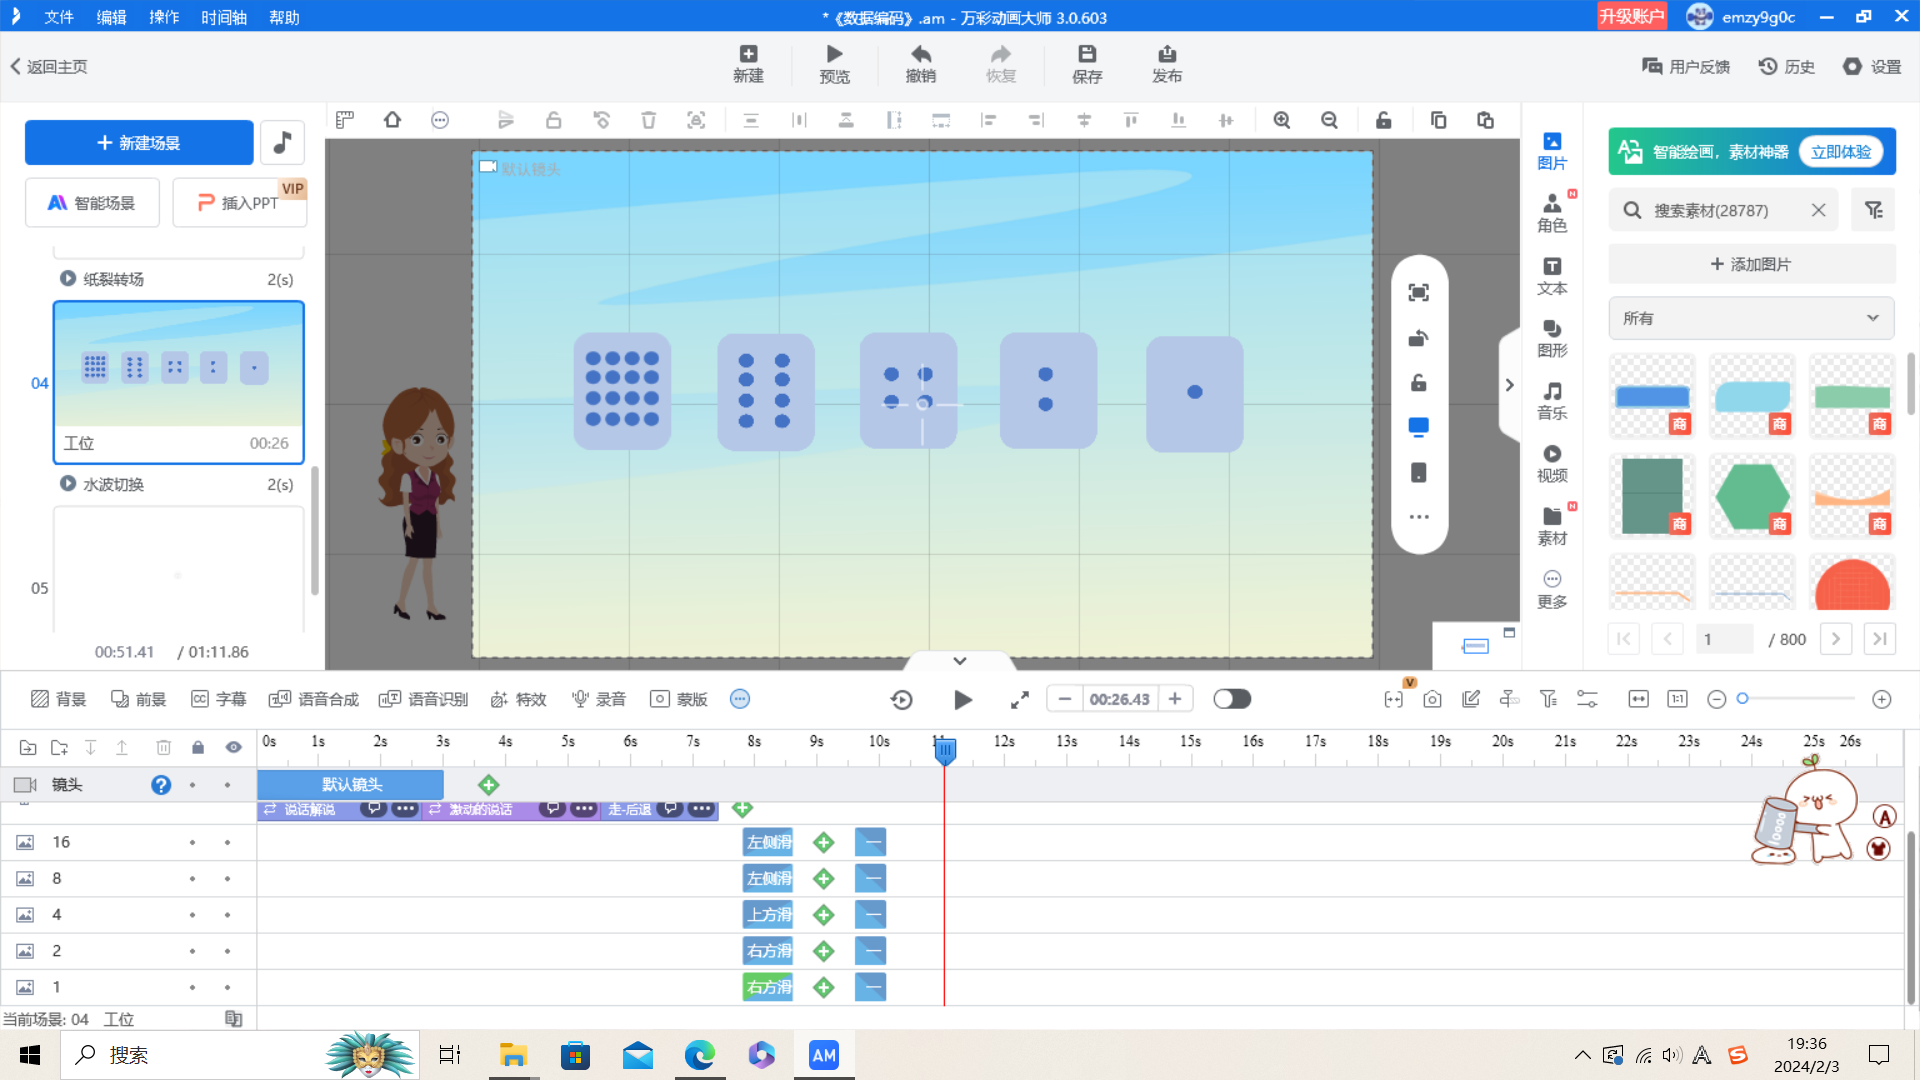 文件 编辑 操作 时间轴 帮助
* 《数据编码》.am - 万彩动画大师 3.0.603
升级账户 emzy9g0c
返回主页
新建 预览 撤销 恢复 保存 发布
用户反馈 历史 设置
新建场景
智能场景 插入PPT VIP
纸裂转场 2(s)
04
工位 00:26
水波切换 2(s)
05
00:51.41 / 01:11.86
默认镜头
图片
角色
文本
图形
音乐
视频
素材
更多
智能绘画，素材神器 立即体验
搜索素材(28787)
添加图片
所有
商 商 商
商 商 商
1 / 800
背景 前景 字幕 语音合成 语音识别 特效 录音 蒙版
00:26.43
V
1:1
0s 1s 2s 3s 4s 5s 6s 7s 8s 9s 10s 12s 13s 14s 15s 16s 17s 18s 19s 20s 21s 22s 23s 24s 25s 26s
镜头 ? 默认镜头
说话解说 激动的说话 走-后退
16 左侧滑
8 左侧滑
4 上方滑
2 右方滑
1 右方滑
当前场景: 04 工位
1000
A
搜索
AM
19:36
2024/2/3